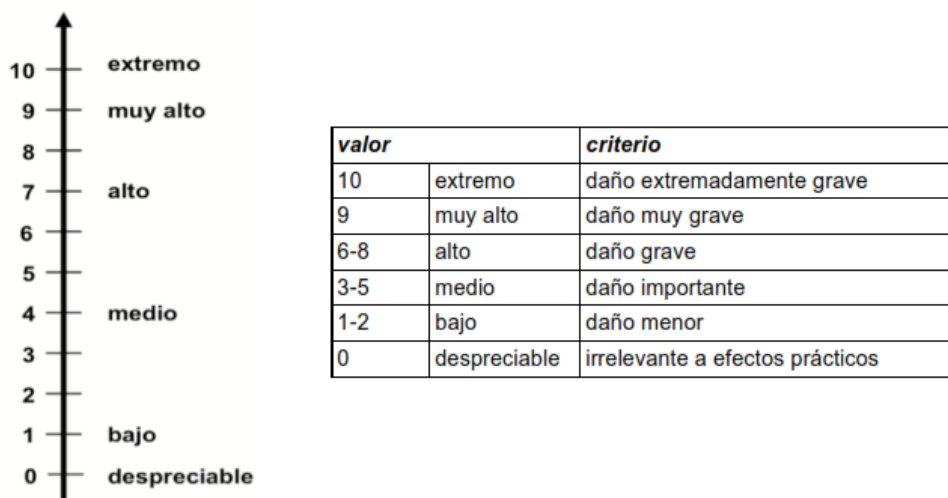 10 extremo
9 muy alto
8
7 alto
6
5
4 medio
3
2
1 bajo
0 despreciable
valor criterio
10 extremo daño extremadamente grave
9 muy alto daño muy grave
6-8 alto daño grave
3-5 medio daño importante
1-2 bajo daño menor
0 despreciable irrelevante a efectos prácticos